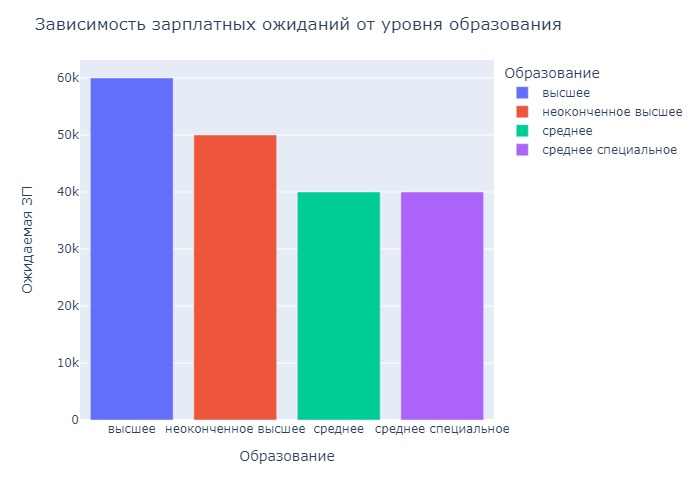 Зависимость зарплатных ожиданий от уровня образования
Ожидаемая ЗП
60k
50k
40k
30k
20k
10k
0
высшее
неоконченное высшее
среднее
среднее специальное
Образование
Образование
высшее
неоконченное высшее
среднее
среднее специальное